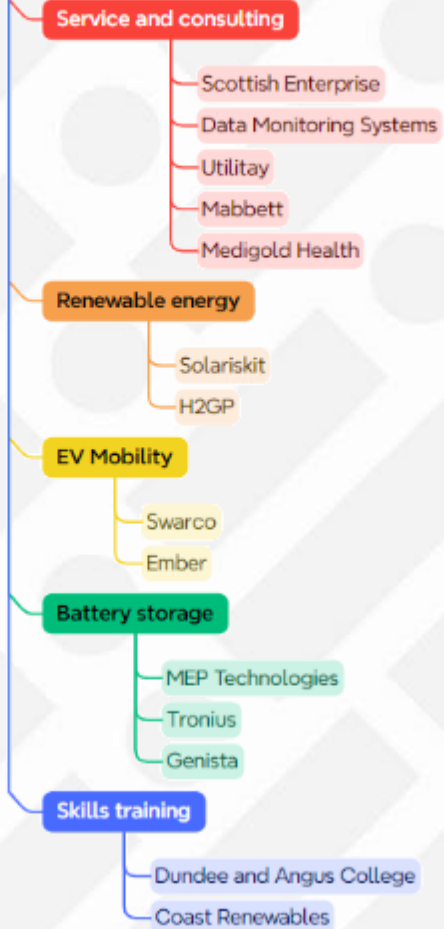 Service and consulting
Scottish Enterprise
Data Monitoring Systems
Utilitay
Mabbett
Medigold Health
Renewable energy
Solariskit
H2GP
EV Mobility
Swarco
Ember
Battery storage
MEP Technologies
Tronius
Genista
Skills training
Dundee and Angus College
Coast Renewables